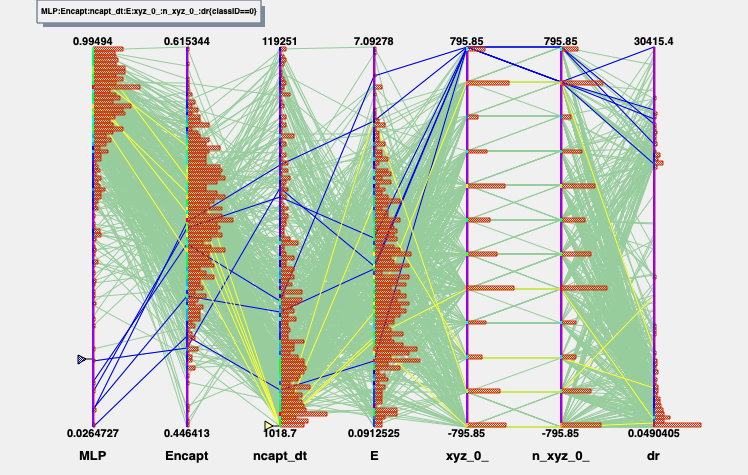 MLP:Encapt:ncapt_dt:E:xyz_0_:n_xyz_0_:dr{classID==0}
0.99494 0.615344 119251 7.09278 795.85 795.85 30415.4
0.0264727 0.446413 1018.7 0.0912525 -795.85 -795.85 0.0490405
MLP Encapt ncapt_dt E xyz_0_ n_xyz_0_ dr